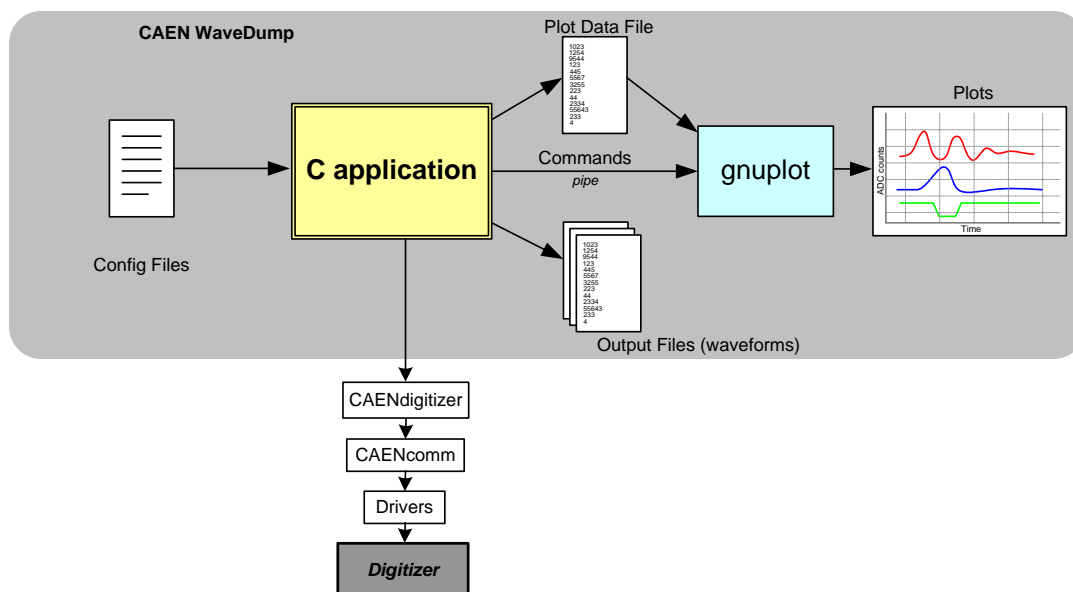 CAEN WaveDump
Plot Data File
1023
1254
9544
123
445
5567
3255
223
44
2334
55643
233
4
Config Files
C application
Commands
pipe
gnuplot
Plots
ADC counts
Time
1023
1254
9544
123
445
5567
3255
223
44
2334
55643
233
4
Output Files (waveforms)
CAENdigitizer
CAENcomm
Drivers
Digitizer